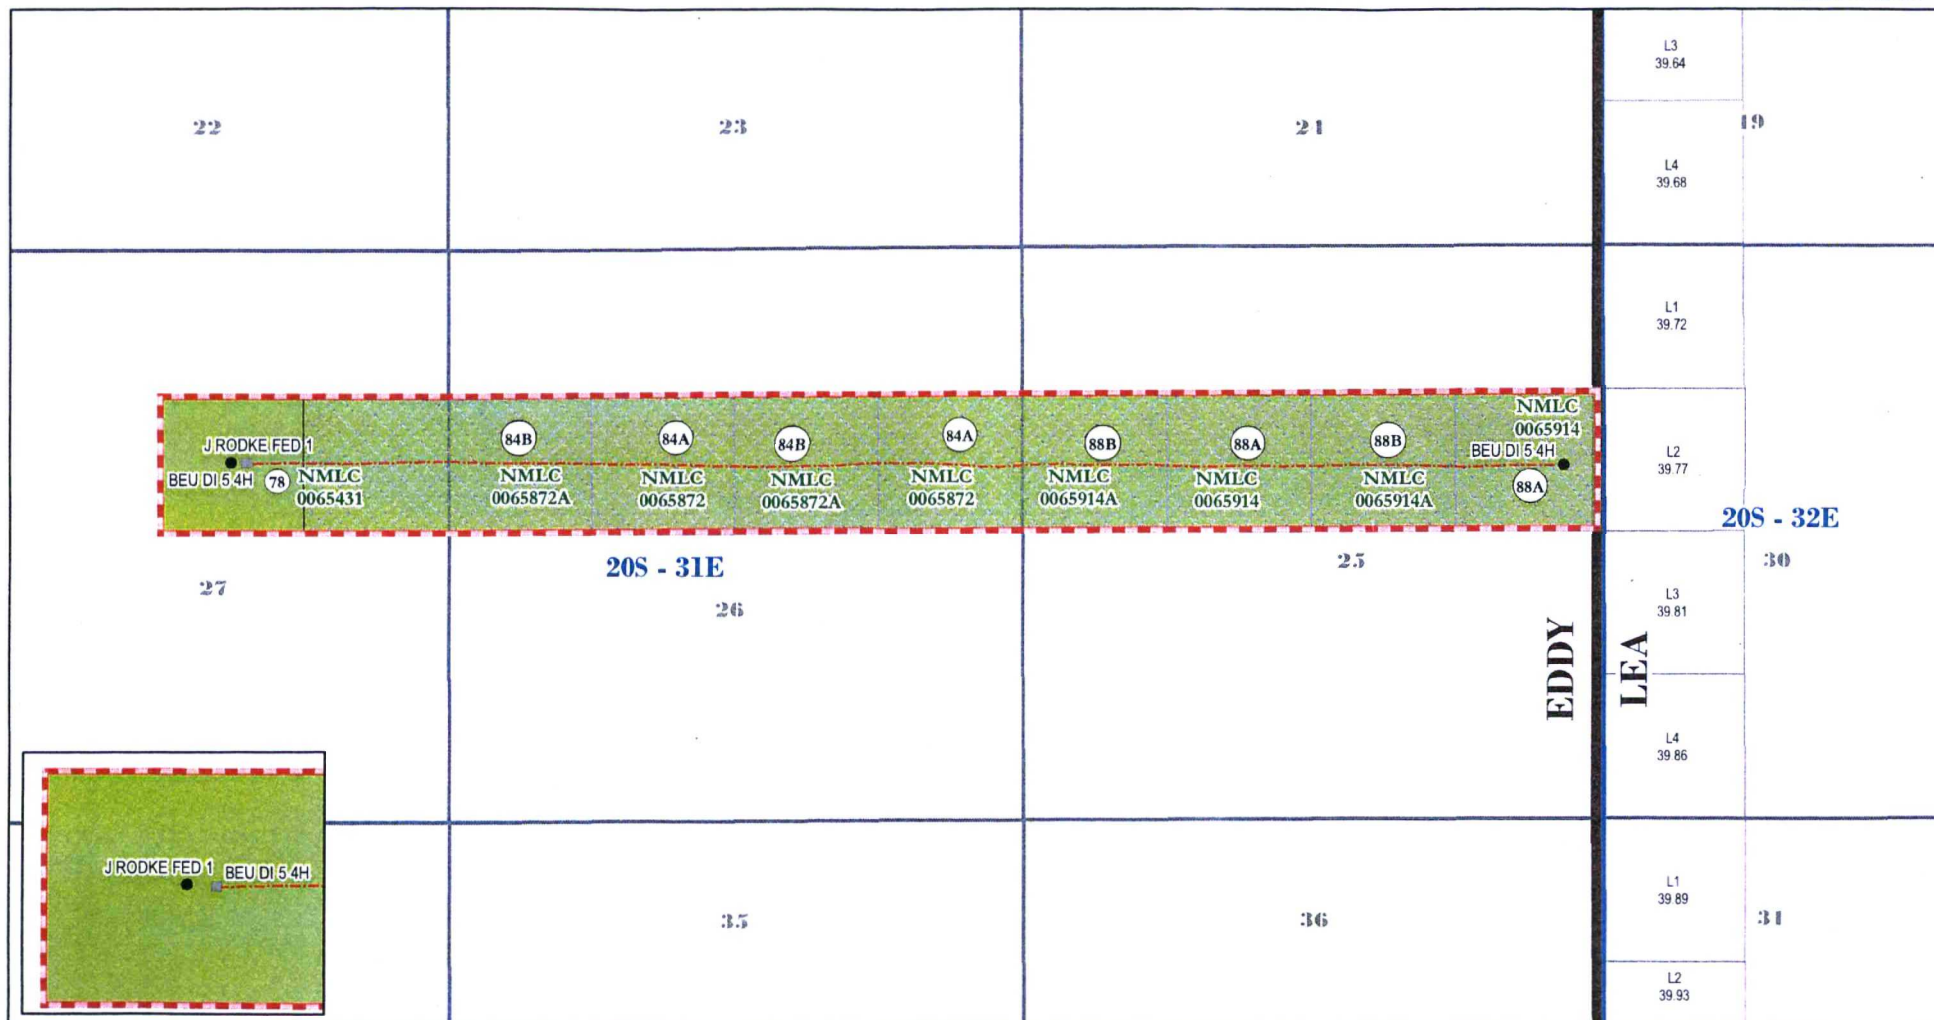 L3
39.64
22
23
24
19
L4
39.68
L1
39.72
NMLC
0065914
84B
84A
84B
84A
88B
88A
88B
J RODKE FED 1
BEU DI 5 4H
BEU DI 5 4H
L2
39.77
78
NMLC
0065431
NMLC
0065872A
NMLC
0065872
NMLC
0065872A
NMLC
0065872
NMLC
0065914A
NMLC
0065914
NMLC
0065914A
88A
20S - 32E
20S - 31E
25
30
27
26
L3
39.81
EDDY
LEA
L4
39.86
J RODKE FED 1
BEU DI 5 4H
L1
39.89
35
36
31
L2
39.93